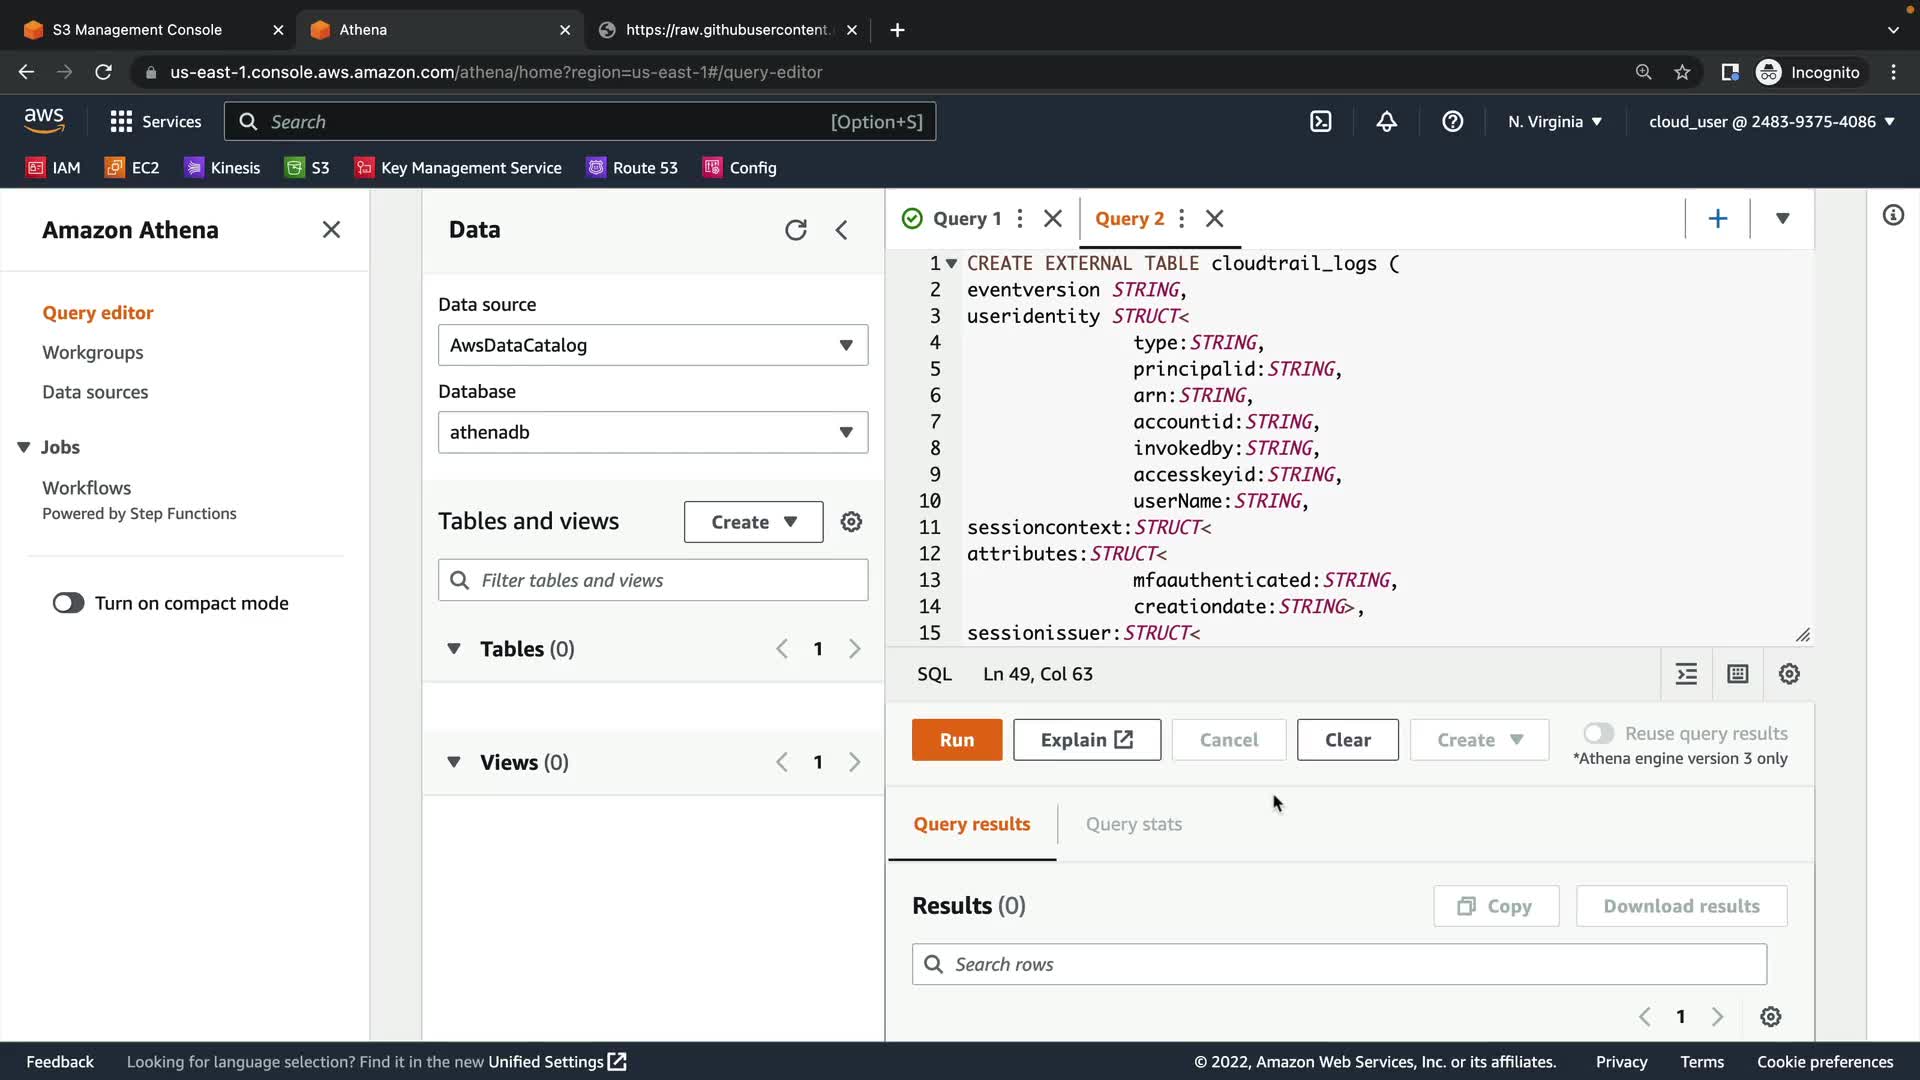 S3 Management Console
Athena
https://raw.githubusercontent.
us-east-1.console.aws.amazon.com/athena/home?region=us-east-1#/query-editor
Incognito
aws
Services
Search
[Option+S]
N. Virginia
cloud_user @ 2483-9375-4086
IAM
EC2
Kinesis
S3
Key Management Service
Route 53
Config
Amazon Athena
Query editor
Workgroups
Data sources
Jobs
Workflows
Powered by Step Functions
Turn on compact mode
Data
Data source
AwsDataCatalog
Database
athenadb
Tables and views
Create
Filter tables and views
Tables (0)
1
Views (0)
1
Query 1
Query 2
1 CREATE EXTERNAL TABLE cloudtrail_logs (
2 eventversion STRING,
3 useridentity STRUCT<
4 type:STRING,
5 principalid:STRING,
6 arn:STRING,
7 accountid:STRING,
8 invokedby:STRING,
9 accesskeyid:STRING,
10 userName:STRING,
11 sessioncontext:STRUCT<
12 attributes:STRUCT<
13 mfaauthenticated:STRING,
14 creationdate:STRING>,
15 sessionissuer:STRUCT<
SQL
Ln 49, Col 63
Run
Explain
Cancel
Clear
Create
Reuse query results
*Athena engine version 3 only
Query results
Query stats
Results (0)
Copy
Download results
Search rows
1
Feedback
Looking for language selection? Find it in the new Unified Settings
© 2022, Amazon Web Services, Inc. or its affiliates.
Privacy
Terms
Cookie preferences